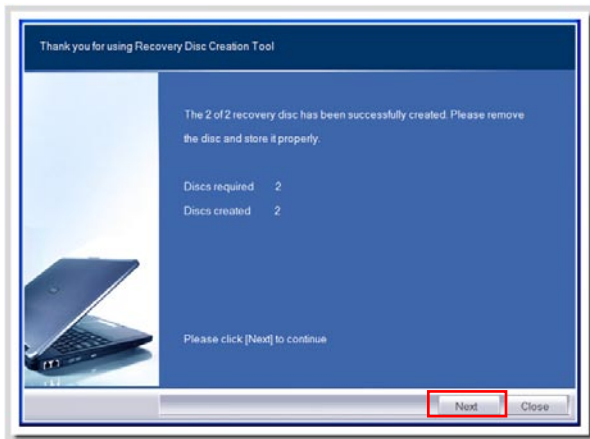 Thank you for using Recovery Disc Creation Tool
The 2 of 2 recovery disc has been successfully created. Please remove
the disc and store it properly.
Discs required 2
Discs created 2
Please click [Next] to continue
Next Close